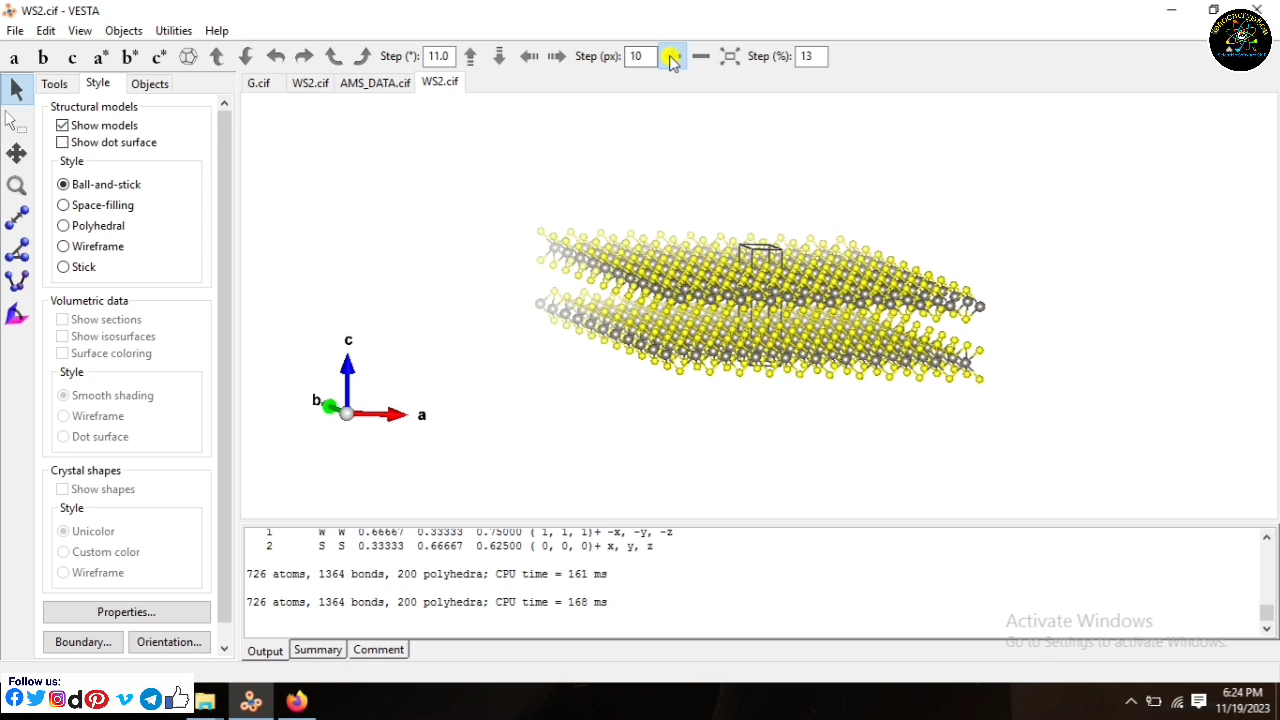 WS2.cif - VESTA
File Edit View Objects Utilities Help
a b c a* b* c* Step (°): 11.0 Step (px): 10 Step (%): 13
Tools Style Objects
G.cif WS2.cif AMS_DATA.cif WS2.cif
Structural models
Show models
Show dot surface
Style
Ball-and-stick
Space-filling
Polyhedral
Wireframe
Stick
Volumetric data
Show sections
Show isosurfaces
Surface coloring
Style
Smooth shading
Wireframe
Dot surface
Crystal shapes
Show shapes
Style
Unicolor
Custom color
Wireframe
Properties...
Boundary... Orientation...
c
b
a
1 W W 0.66667 0.33333 0.75000 ( 1, 1, 1)+ -x, -y, -z
2 S S 0.33333 0.66667 0.62500 ( 0, 0, 0)+ x, y, z
726 atoms, 1364 bonds, 200 polyhedra; CPU time = 161 ms
726 atoms, 1364 bonds, 200 polyhedra; CPU time = 168 ms
Activate Windows
Go to Settings to activate Windows.
Output Summary Comment
Follow us:
6:24 PM
11/19/2023